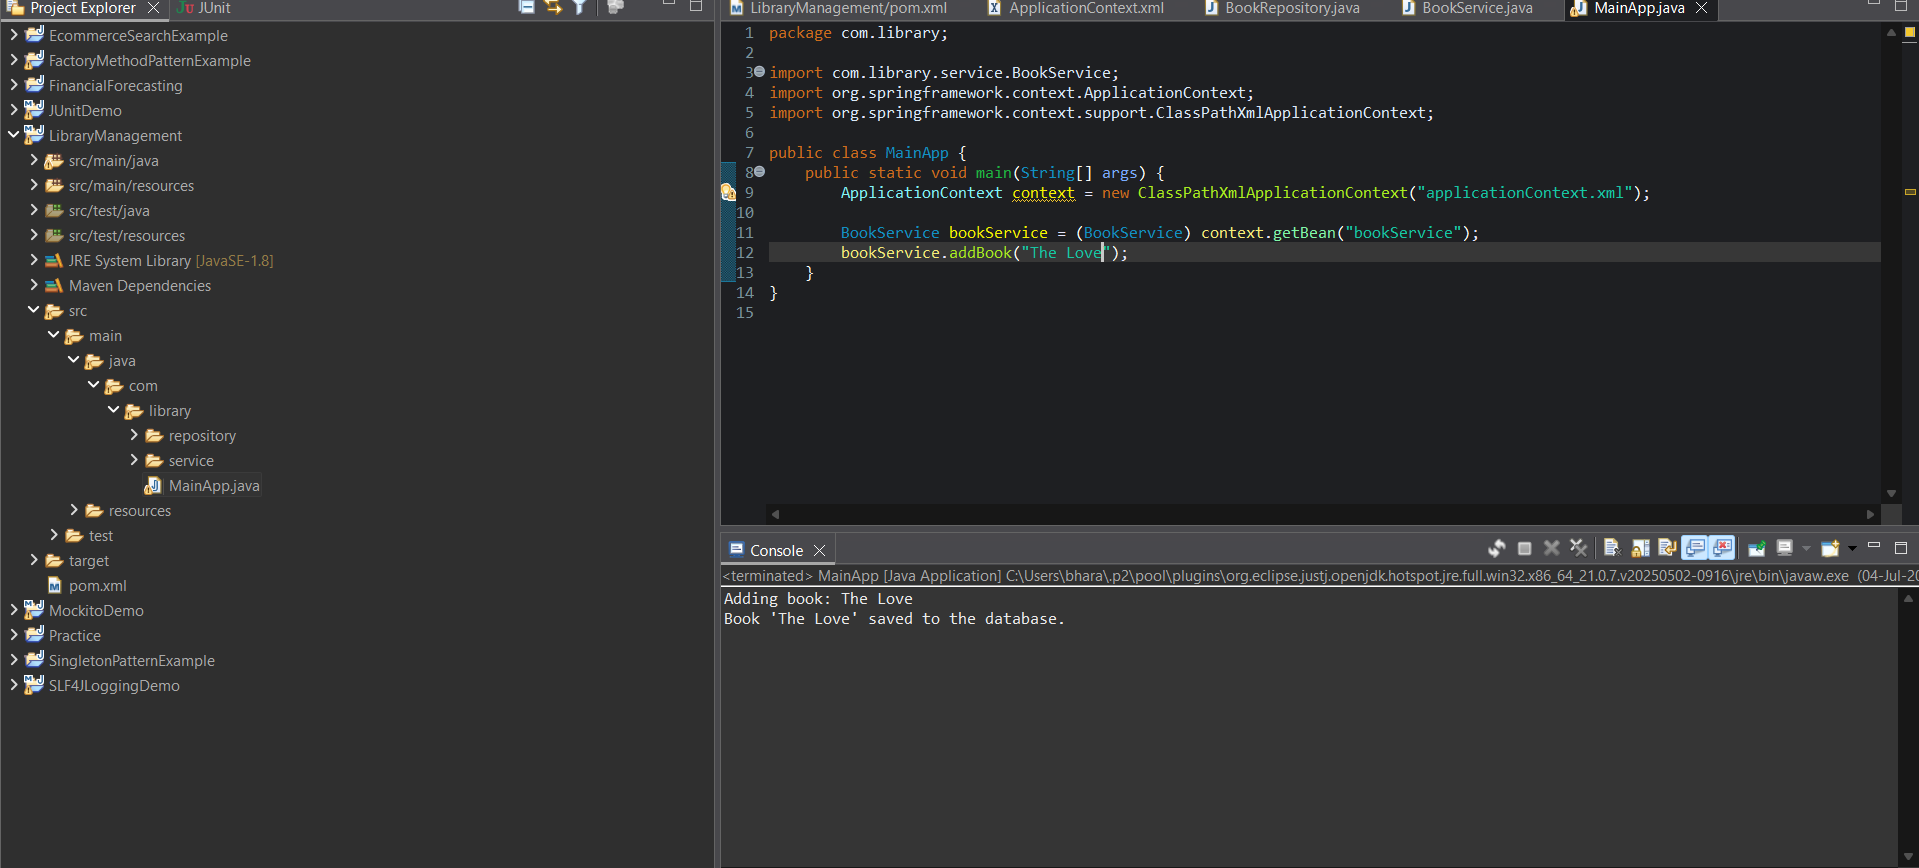 Project Explorer
JUnit
EcommerceSearchExample
FactoryMethodPatternExample
FinancialForecasting
JUnitDemo
LibraryManagement
src/main/java
src/main/resources
src/test/java
src/test/resources
JRE System Library [JavaSE-1.8]
Maven Dependencies
src
main
java
com
library
repository
service
MainApp.java
resources
test
target
pom.xml
MockitoDemo
Practice
SingletonPatternExample
SLF4JLoggingDemo
LibraryManagement/pom.xml
ApplicationContext.xml
BookRepository.java
BookService.java
MainApp.java
1 package com.library;
2
3 import com.library.service.BookService;
4 import org.springframework.context.ApplicationContext;
5 import org.springframework.context.support.ClassPathXmlApplicationContext;
6
7 public class MainApp {
8 public static void main(String[] args) {
9 ApplicationContext context = new ClassPathXmlApplicationContext("applicationContext.xml");
10
11 BookService bookService = (BookService) context.getBean("bookService");
12 bookService.addBook("The Love");
13 }
14 }
15
Console
<terminated> MainApp [Java Application] C:\Users\bhara\.p2\pool\plugins\org.eclipse.justj.openjdk.hotspot.jre.full.win32.x86_64_21.0.7.v20250502-0916\jre\bin\javaw.exe (04-Jul-20
Adding book: The Love
Book 'The Love' saved to the database.